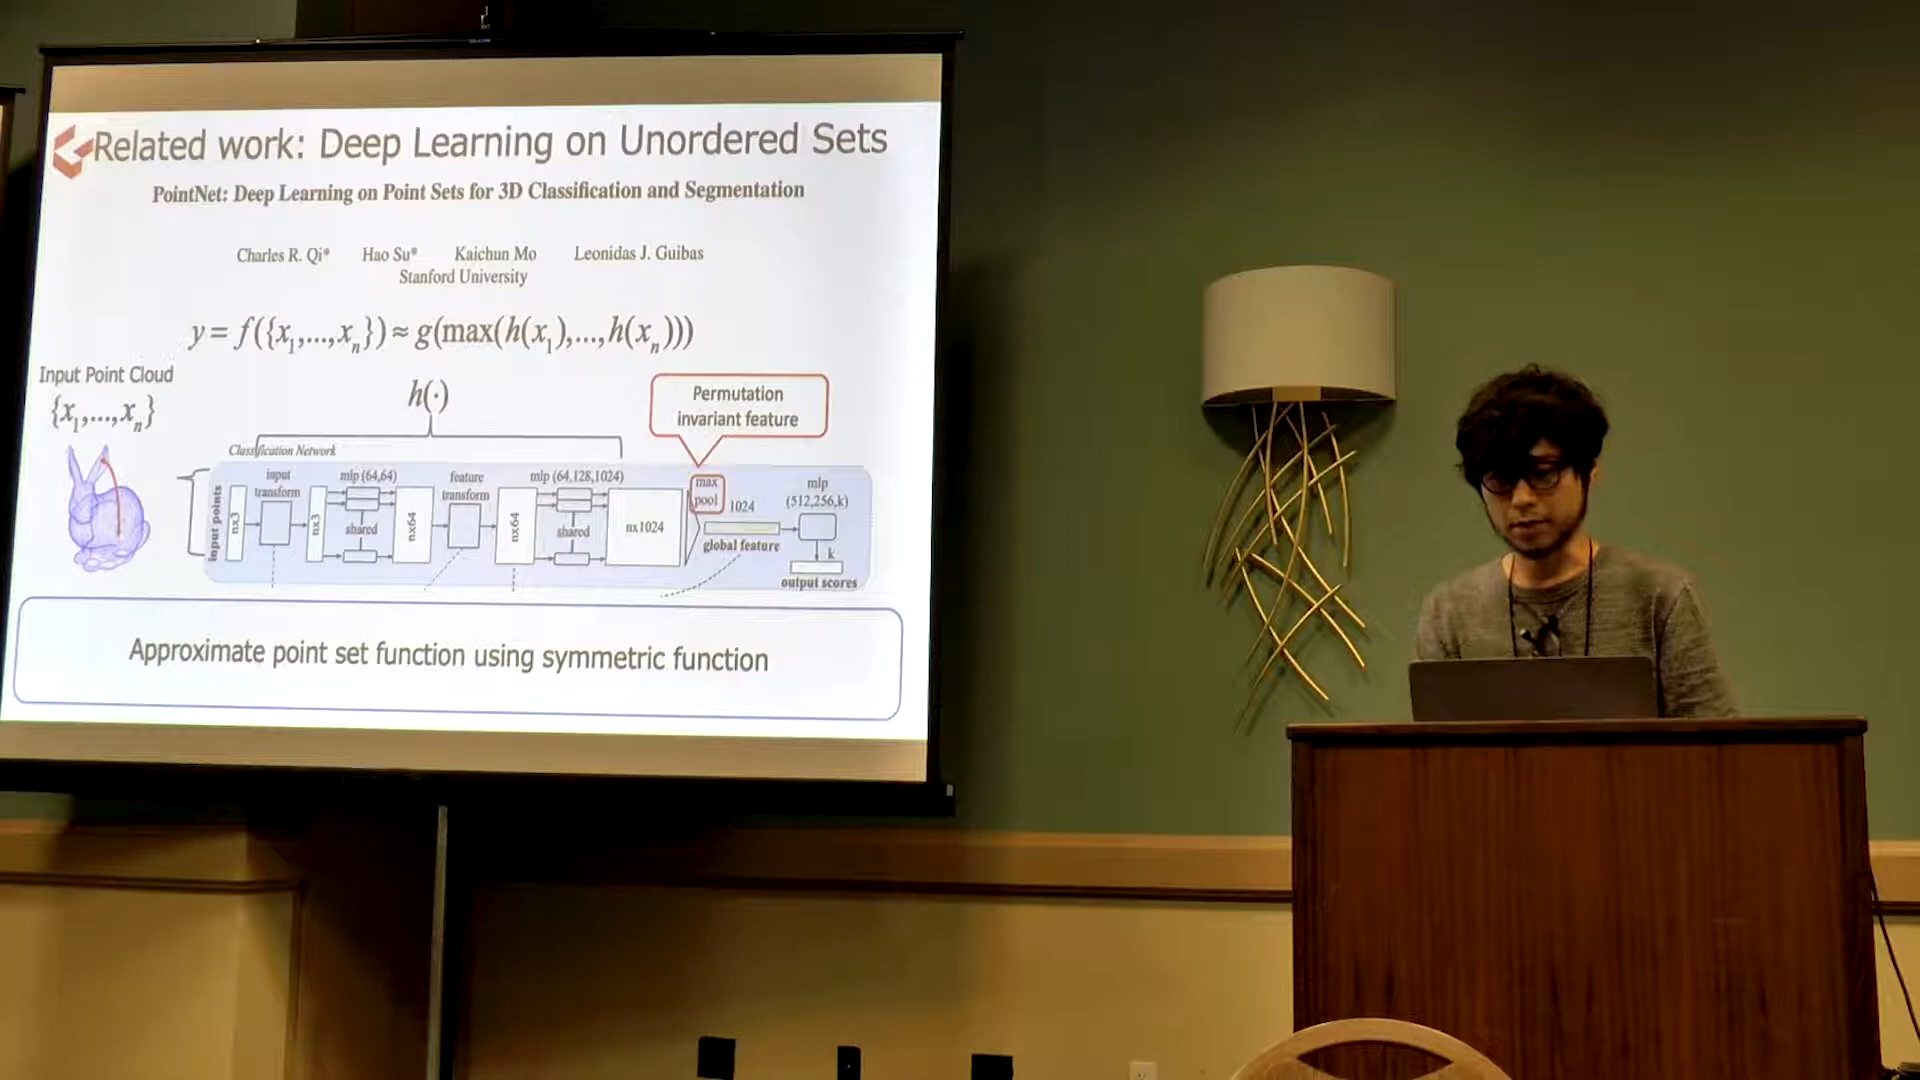 Related work: Deep Learning on Unordered Sets
PointNet: Deep Learning on Point Sets for 3D Classification and Segmentation
Charles R. Qi* Hao Su* Kaichun Mo Leonidas J. Guibas
Stanford University
y = f({x₁,...,xₙ}) ≈ g(max(h(x₁),...,h(xₙ)))
Input Point Cloud
{x₁,...,xₙ}
h(·)
Permutation
invariant feature
Classification Network
input
transform
mlp (64,64)
feature
transform
mlp (64,128,1024)
max
pool
1024
mlp
(512,256,k)
input points
nx3
nx3
shared
nx64
nx64
shared
nx1024
global feature
k
output scores
Approximate point set function using symmetric function